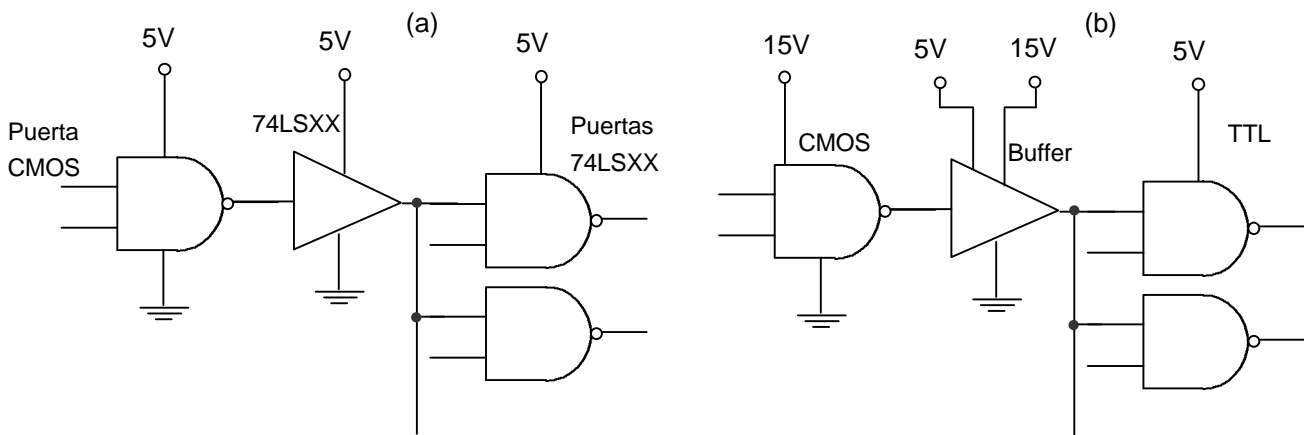 (a)
5V
5V
5V
Puerta
CMOS
74LSXX
Puertas
74LSXX
(b)
15V
5V
15V
5V
CMOS
Buffer
TTL